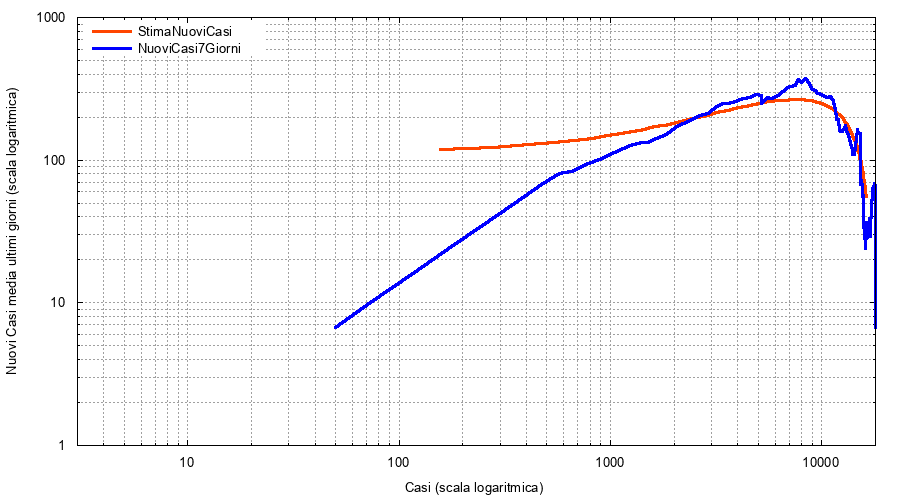 1000
StimaNuoviCasi
NuoviCasi7Giorni
100
10
1
Nuovi Casi media ultimi giorni (scala logaritmica)
10
100
1000
10000
Casi (scala logaritmica)